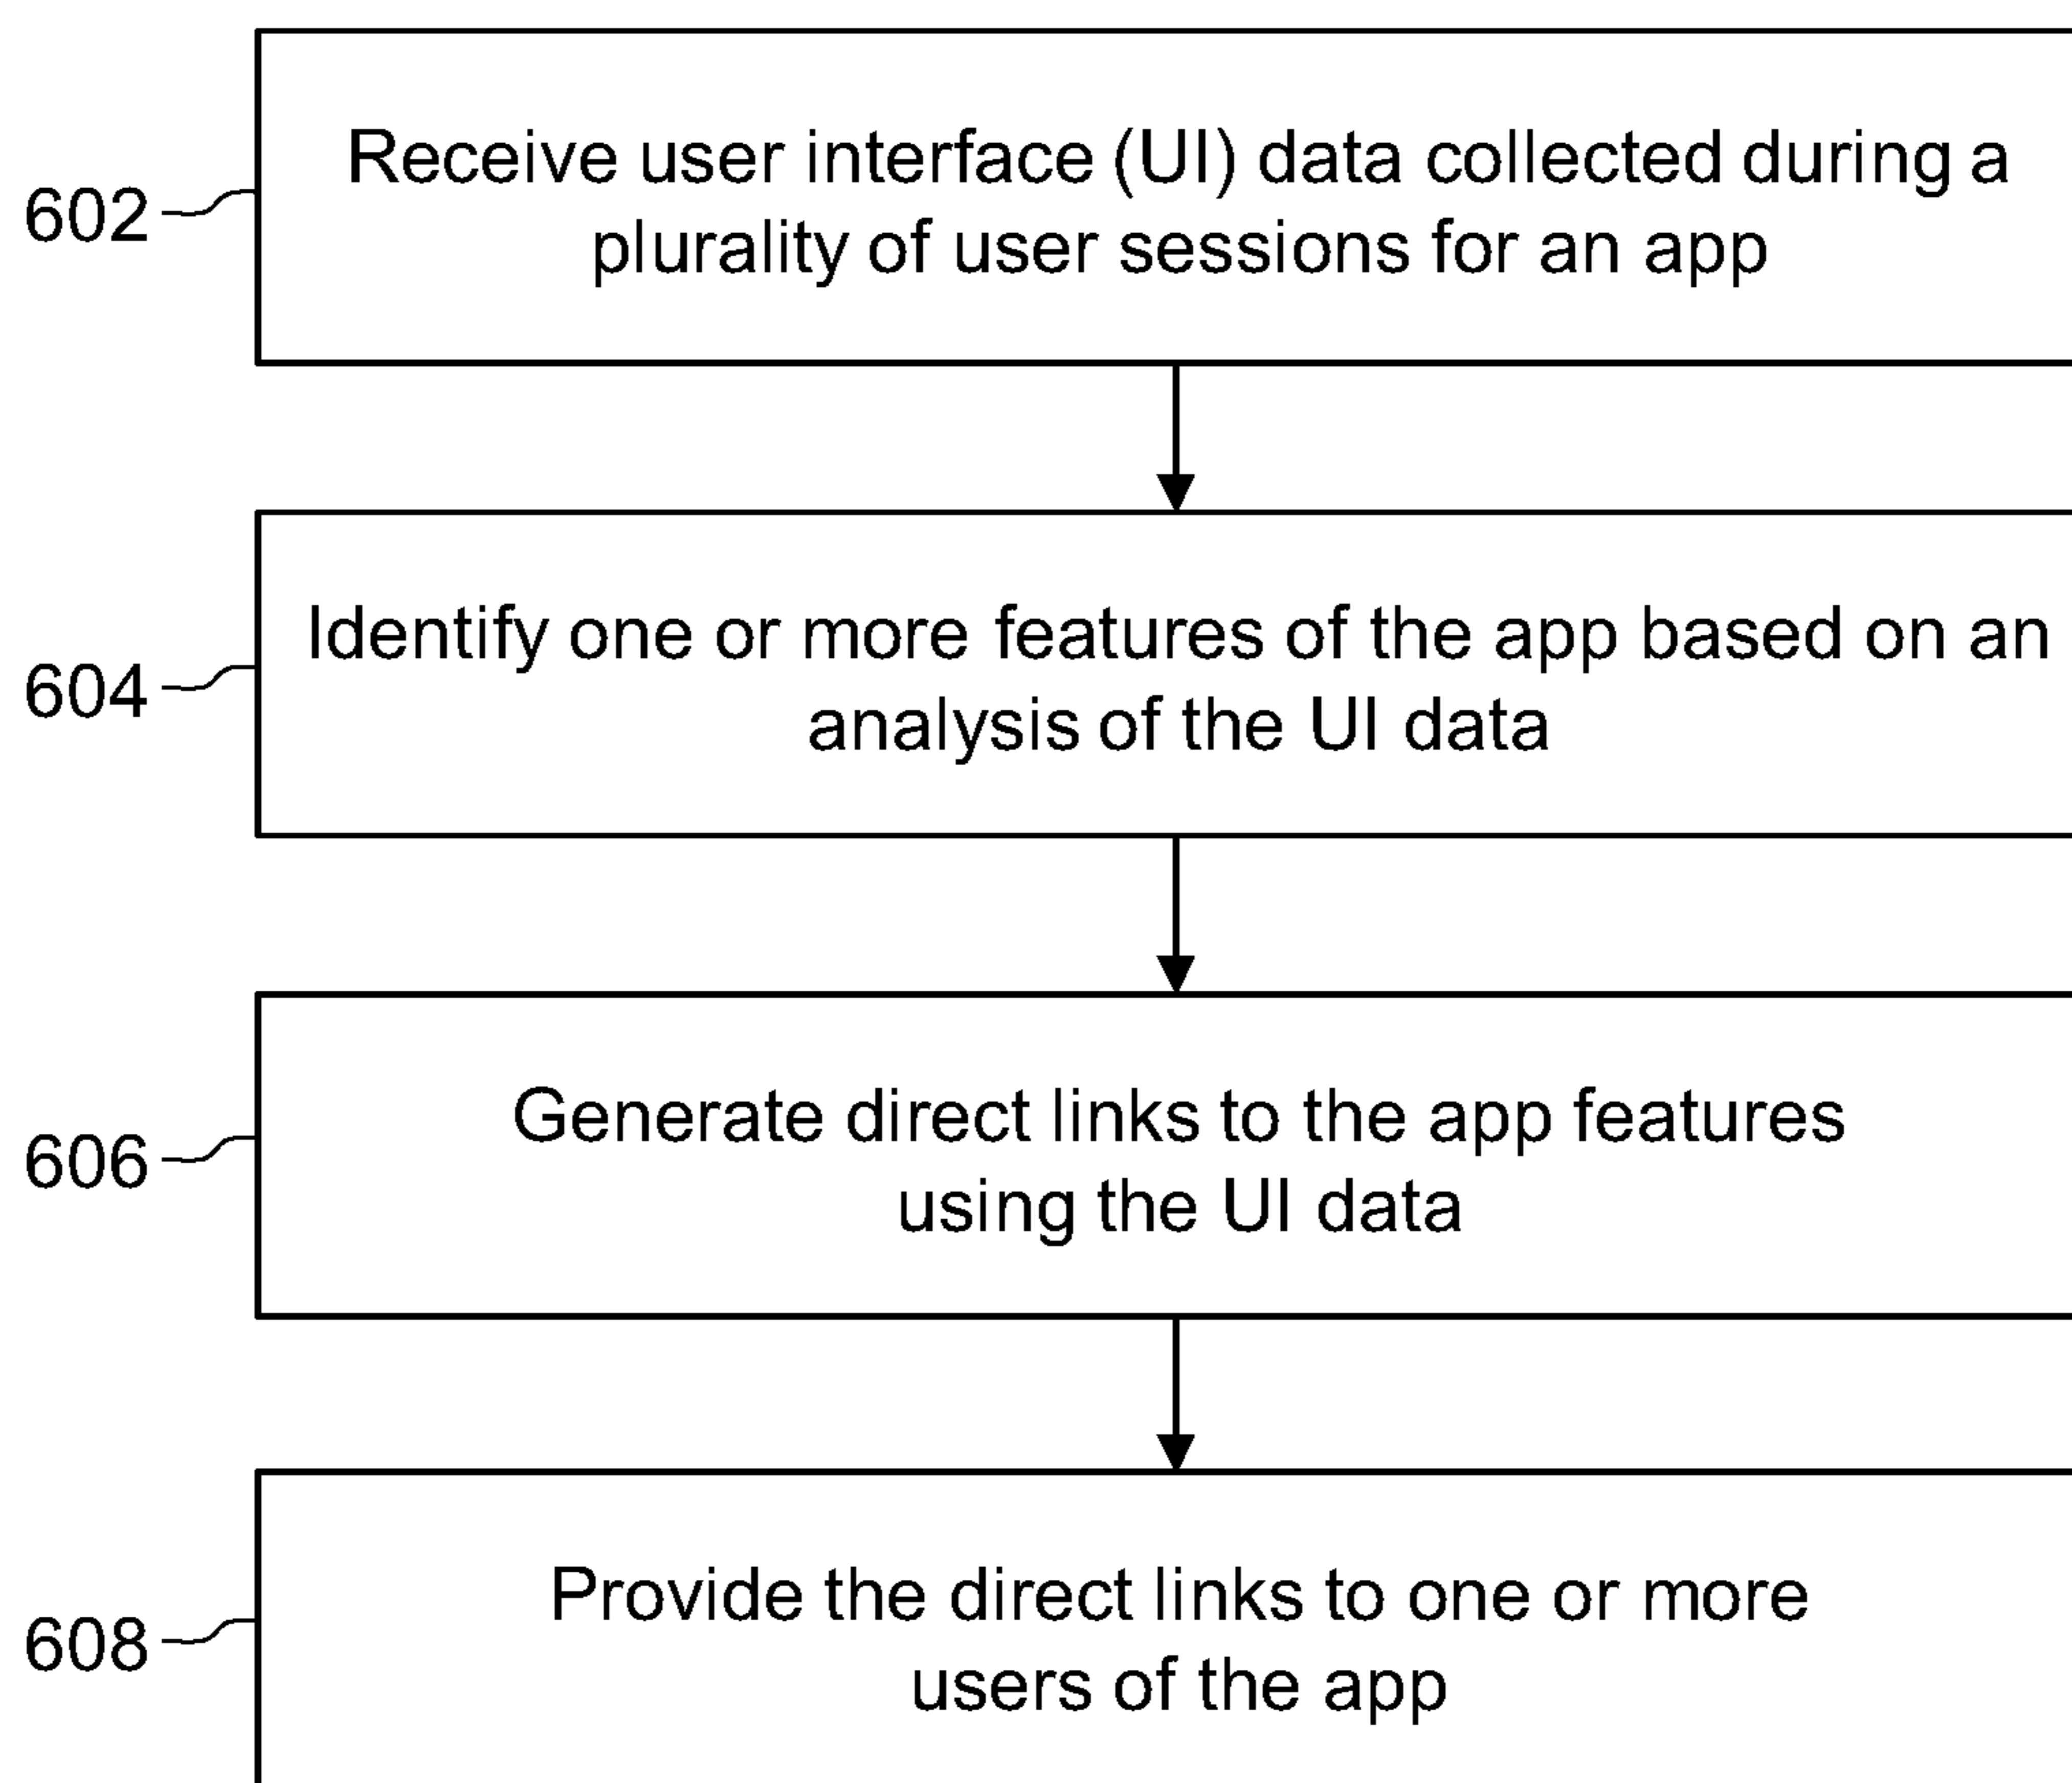 602
Receive user interface (UI) data collected during a
plurality of user sessions for an app
604
Identify one or more features of the app based on an
analysis of the UI data
606
Generate direct links to the app features
using the UI data
608
Provide the direct links to one or more
users of the app